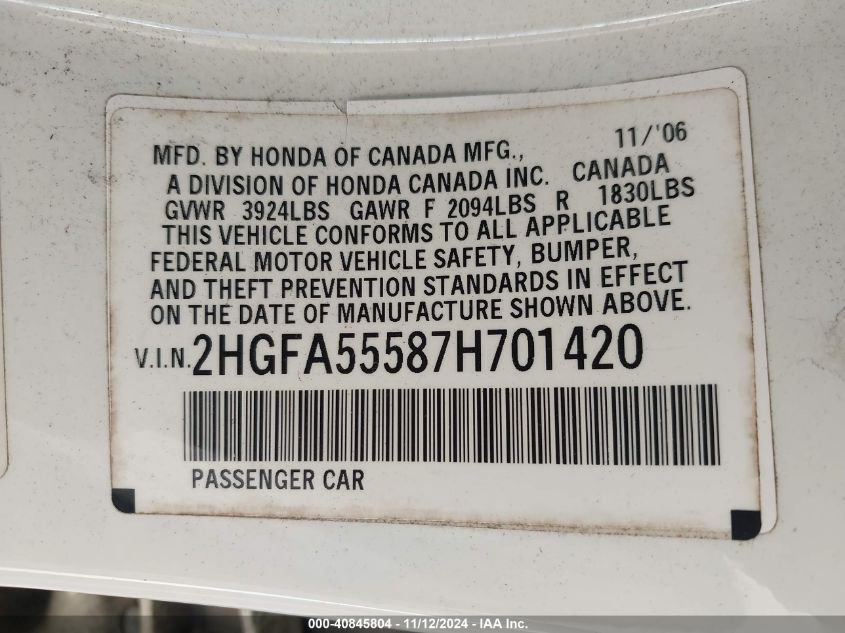 11/'06
MFD. BY HONDA OF CANADA MFG.,
A DIVISION OF HONDA CANADA INC. CANADA
GVWR 3924LBS GAWR F 2094LBS R 1830LBS
THIS VEHICLE CONFORMS TO ALL APPLICABLE
FEDERAL MOTOR VEHICLE SAFETY, BUMPER,
AND THEFT PREVENTION STANDARDS IN EFFECT
ON THE DATE OF MANUFACTURE SHOWN ABOVE.
V.I.N. 2HGFA55587H701420
PASSENGER CAR
000-40845804 - 11/12/2024 - IAA Inc.